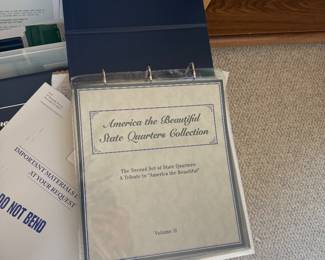 America the Beautiful
State Quarters Collection
The Second Set of State Quarters:
A Tribute to "America the Beautiful"
Volume II
IMPORTANT MATERIALS
AT YOUR REQUEST
DO NOT BEND